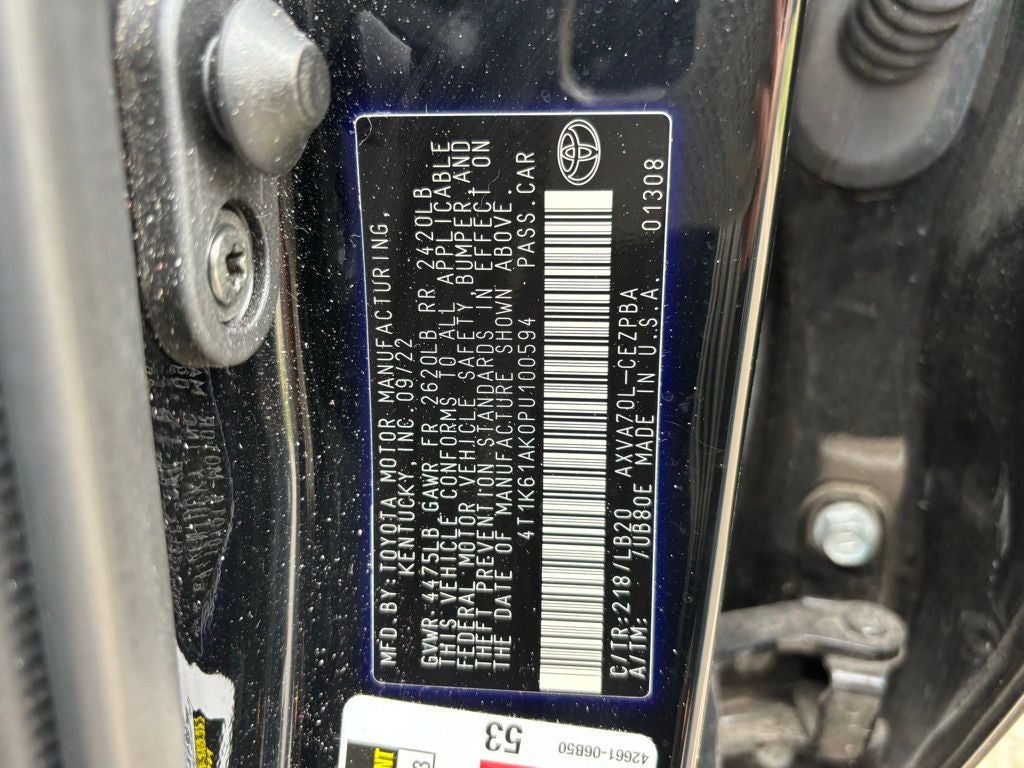 MFD.BY:TOYOTA MOTOR MANUFACTURING,
KENTUCKY, INC.09/22
GVWR 4475LB GAWR FR 2620LB RR 2420LB
THIS VEHICLE CONFORMS TO ALL APPLICABLE
FEDERAL MOTOR VEHICLE SAFETY, BUMPER AND
THEFT PREVENTION STANDARDS IN EFFECT ON
THE DATE OF MANUFACTURE SHOWN ABOVE
4T1K61AK0PU100594 PASS.CAR
C/TR:218/LB20 AXVA70L-CEZPBA
A/TM: 7UB80E MADE IN U.S.A. 01308
53
42661-06B50